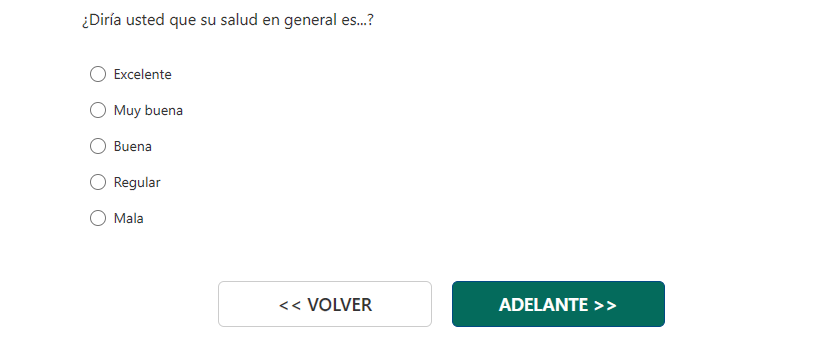 ¿Diría usted que su salud en general es...?
Excelente
Muy buena
Buena
Regular
Mala
<< VOLVER
ADELANTE >>